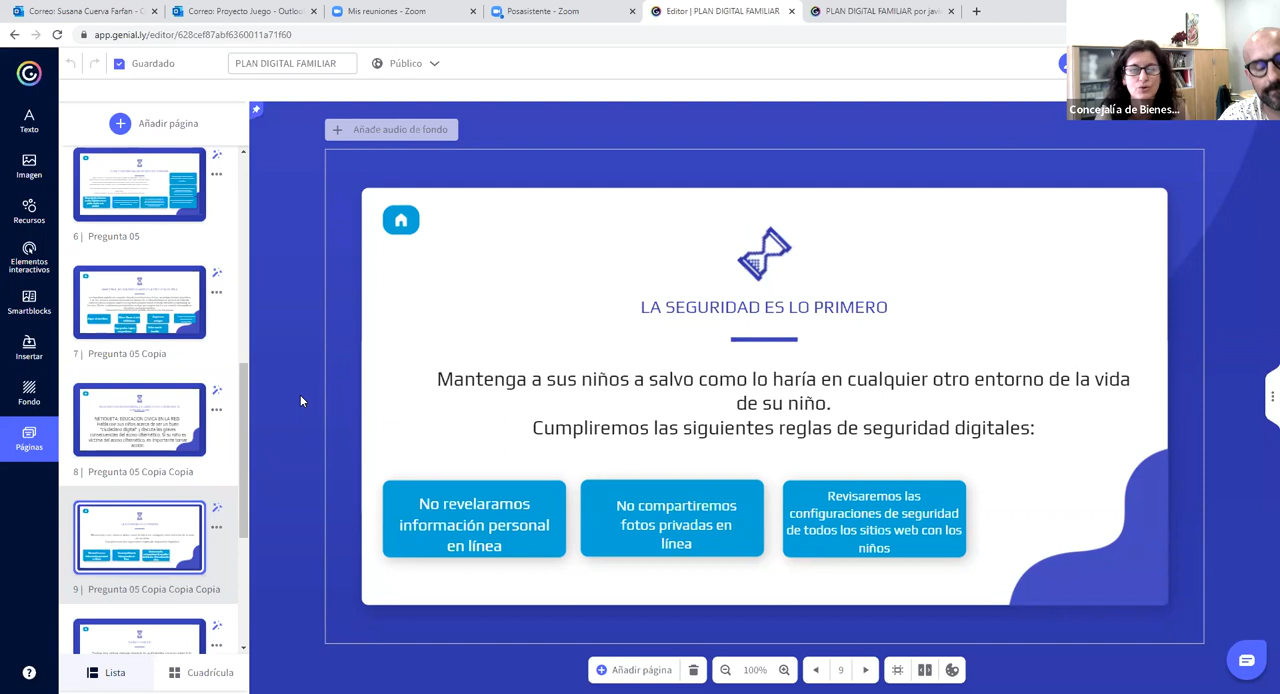 Correo: Susana Cuerva Farfan - C
Correo: Proyecto Juego - Outloo
Mis reuniones - Zoom
Posasistente - Zoom
Editor | PLAN DIGITAL FAMILIAR
PLAN DIGITAL FAMILIAR por javi
app.genial.ly/editor/628cef87abf6360011a71f60
Guardado
PLAN DIGITAL FAMILIAR
Público
Concejalía de Bienes...
Texto
Imagen
Recursos
Elementos
interactivos
Smartblocks
Insertar
Fondo
Páginas
Añadir página
6 | Pregunta 05
7 | Pregunta 05 Copia
8 | Pregunta 05 Copia Copia
9 | Pregunta 05 Copia Copia Copia
Lista
Cuadrícula
Añade audio de fondo
LA SEGURIDAD ES LO PRIMERO
Mantenga a sus niños a salvo como lo haría en cualquier otro entorno de la vida
de su niño.
Cumpliremos las siguientes reglas de seguridad digitales:
No revelaramos
información personal
en línea
No compartiremos
fotos privadas en
línea
Revisaremos las
configuraciones de seguridad
de todos los sitios web con los
niños
Añadir página
100%
9